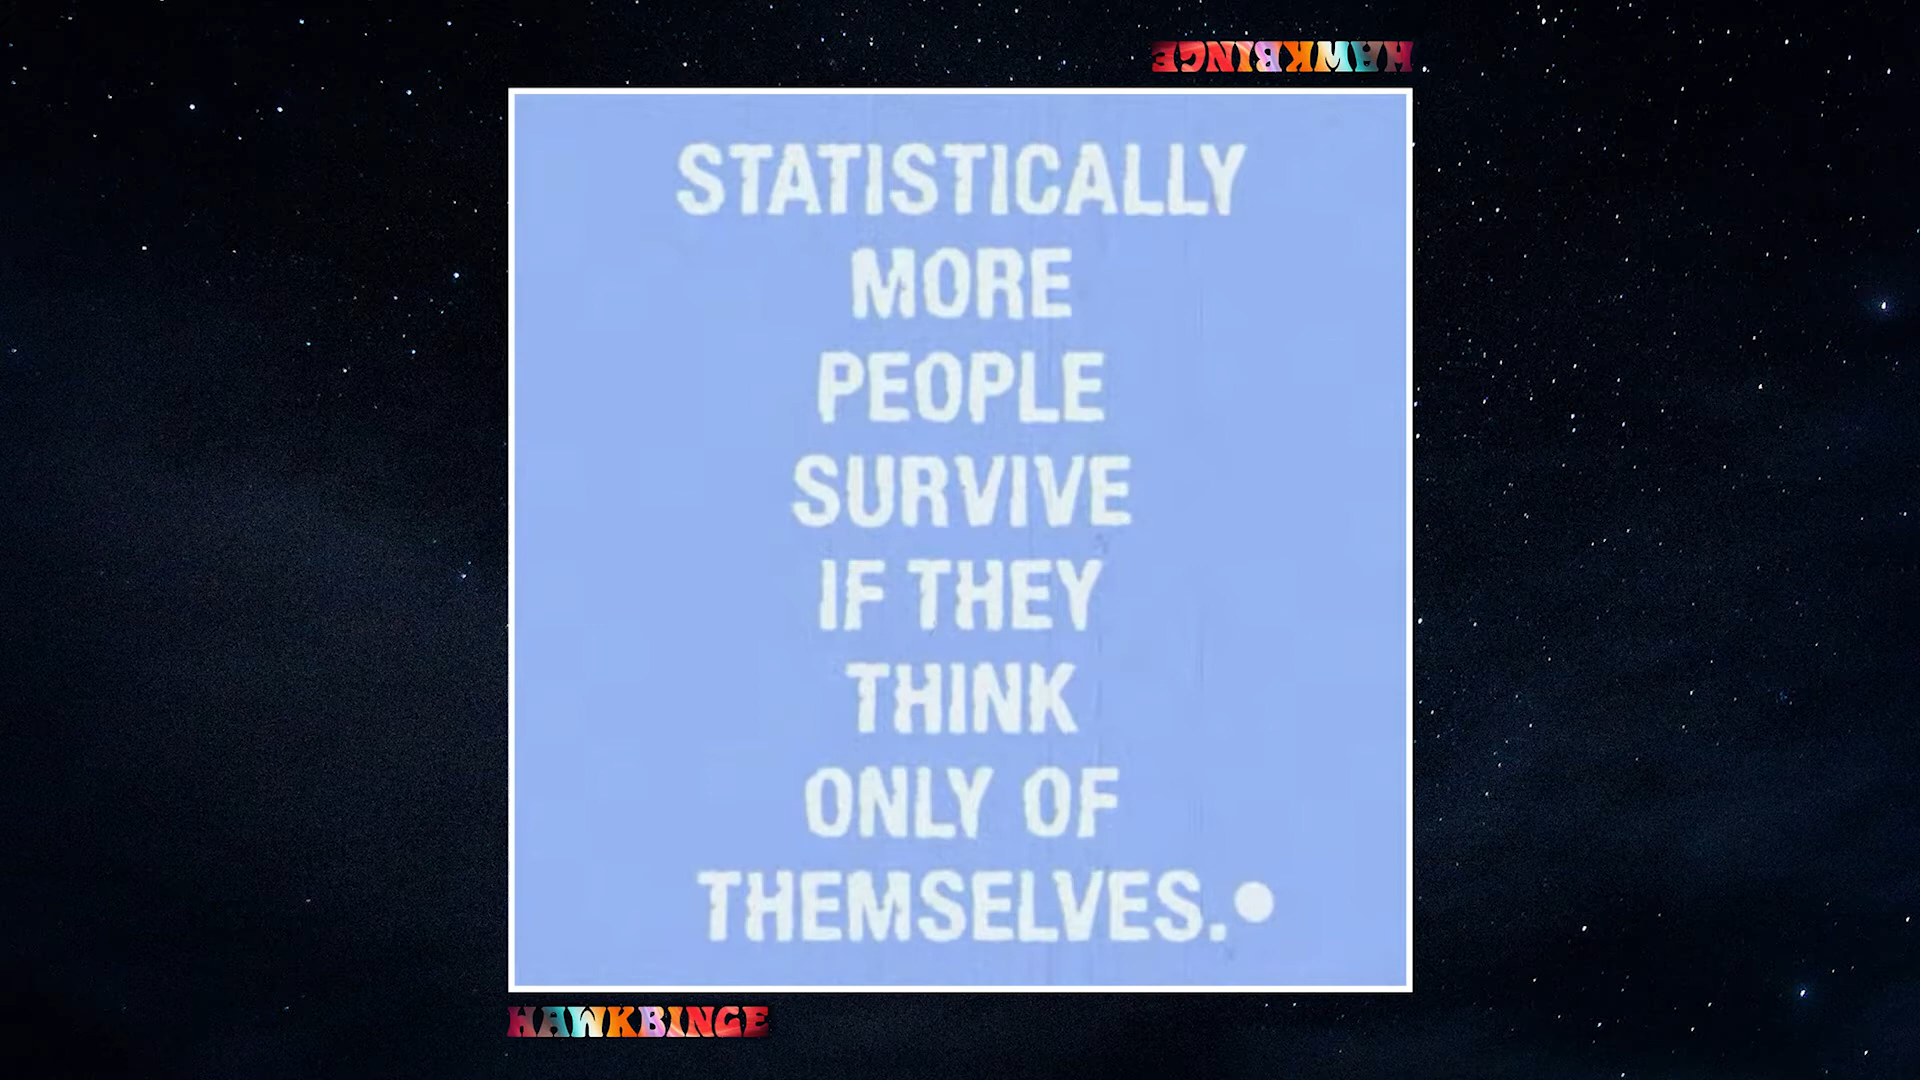 HAWKBINGE
STATISTICALLY
MORE
PEOPLE
SURVIVE
IF THEY
THINK
ONLY OF
THEMSELVES.
HAWKBINGE